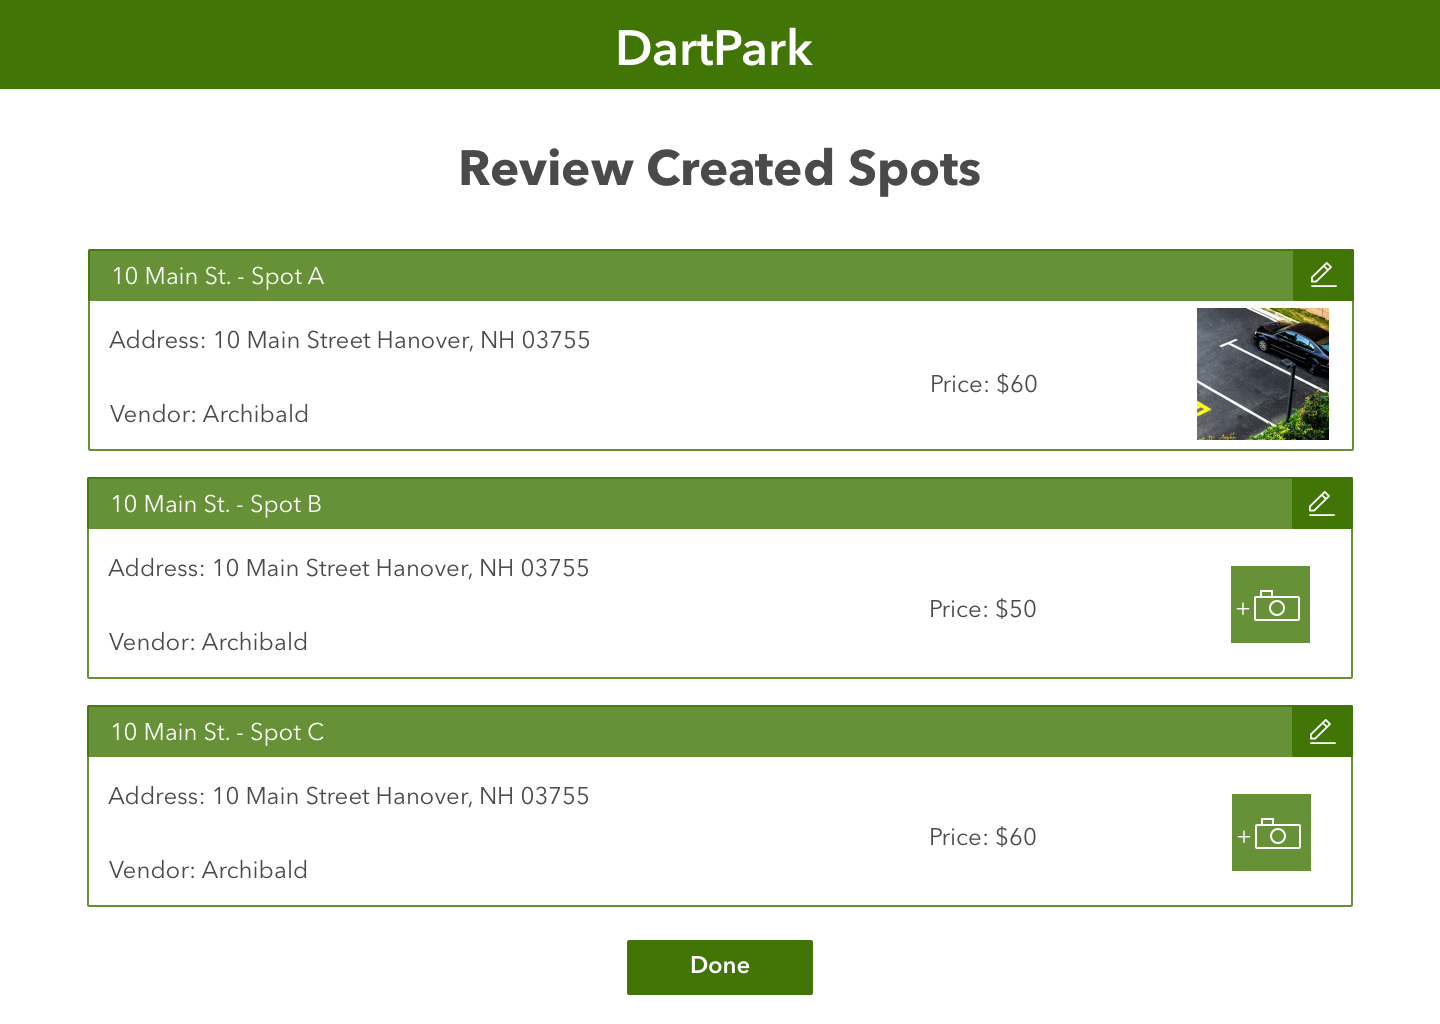 DartPark
Review Created Spots
10 Main St. - Spot A
Address: 10 Main Street Hanover, NH 03755
Price: $60
Vendor: Archibald
10 Main St. - Spot B
Address: 10 Main Street Hanover, NH 03755
Price: $50
+
Vendor: Archibald
10 Main St. - Spot C
Address: 10 Main Street Hanover, NH 03755
Price: $60
+
Vendor: Archibald
Done